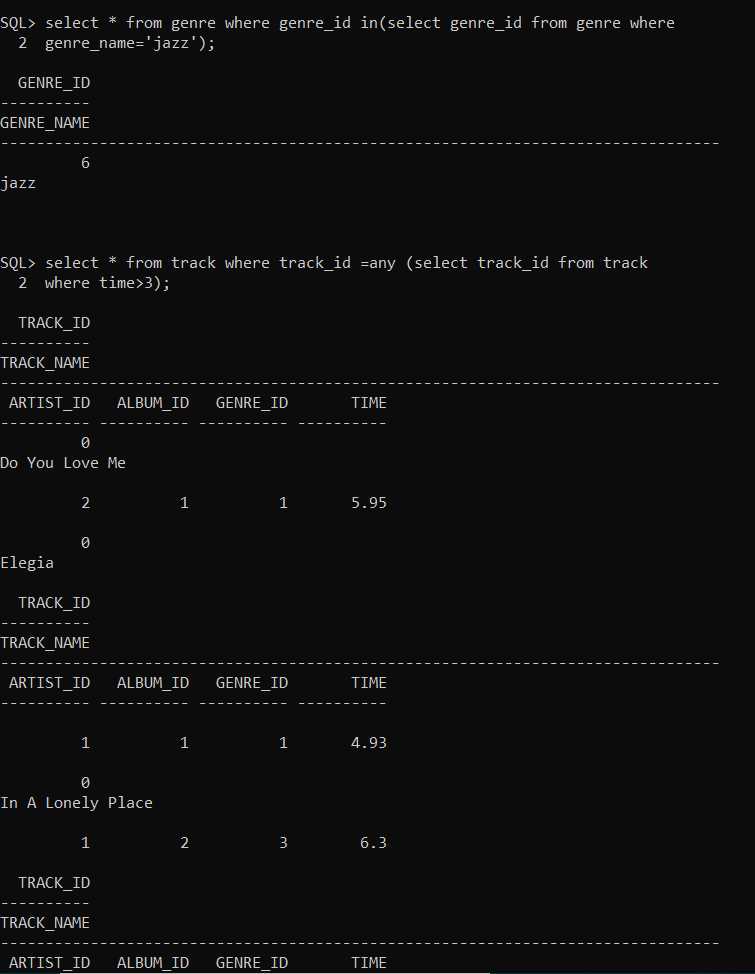 SQL> select * from genre where genre_id in(select genre_id from genre where
  2  genre_name='jazz');

  GENRE_ID
----------
GENRE_NAME
--------------------------------------------------------------------------------
         6
jazz


SQL> select * from track where track_id =any (select track_id from track
  2  where time>3);

  TRACK_ID
----------
TRACK_NAME
--------------------------------------------------------------------------------
 ARTIST_ID   ALBUM_ID   GENRE_ID       TIME
---------- ---------- ---------- ----------
         0
Do You Love Me

         2          1          1       5.95

         0
Elegia

  TRACK_ID
----------
TRACK_NAME
--------------------------------------------------------------------------------
 ARTIST_ID   ALBUM_ID   GENRE_ID       TIME
---------- ---------- ---------- ----------

         1          1          1       4.93

         0
In A Lonely Place

         1          2          3        6.3

  TRACK_ID
----------
TRACK_NAME
--------------------------------------------------------------------------------
 ARTIST_ID   ALBUM_ID   GENRE_ID       TIME